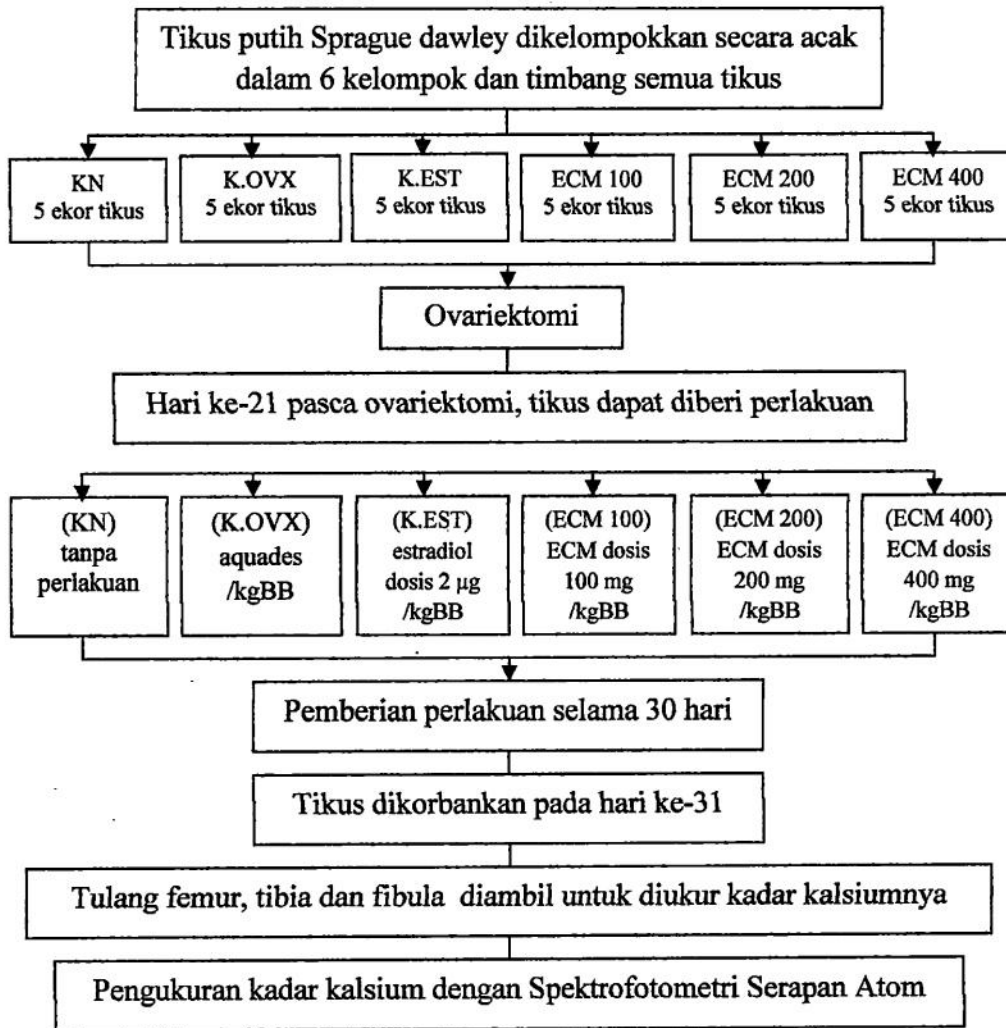 Tikus putih Sprague dawley dikelompokkan secara acak
dalam 6 kelompok dan timbang semua tikus
KN
5 ekor tikus
K.OVX
5 ekor tikus
K.EST
5 ekor tikus
ECM 100
5 ekor tikus
ECM 200
5 ekor tikus
ECM 400
5 ekor tikus
Ovariektomi
Hari ke-21 pasca ovariektomi, tikus dapat diberi perlakuan
(KN)
tanpa
perlakuan
(K.OVX)
aquades
/kgBB
(K.EST)
estradiol
dosis 2 µg
/kgBB
(ECM 100)
ECM dosis
100 mg
/kgBB
(ECM 200)
ECM dosis
200 mg
/kgBB
(ECM 400)
ECM dosis
400 mg
/kgBB
Pemberian perlakuan selama 30 hari
Tikus dikorbankan pada hari ke-31
Tulang femur, tibia dan fibula diambil untuk diukur kadar kalsiumnya
Pengukuran kadar kalsium dengan Spektrofotometri Serapan Atom